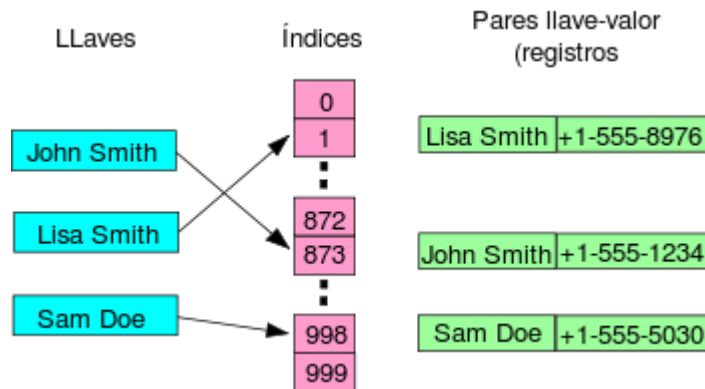 LLaves
Índices
Pares llave-valor
(registros
John Smith
Lisa Smith
Sam Doe
0
1
872
873
998
999
Lisa Smith +1-555-8976
John Smith +1-555-1234
Sam Doe +1-555-5030